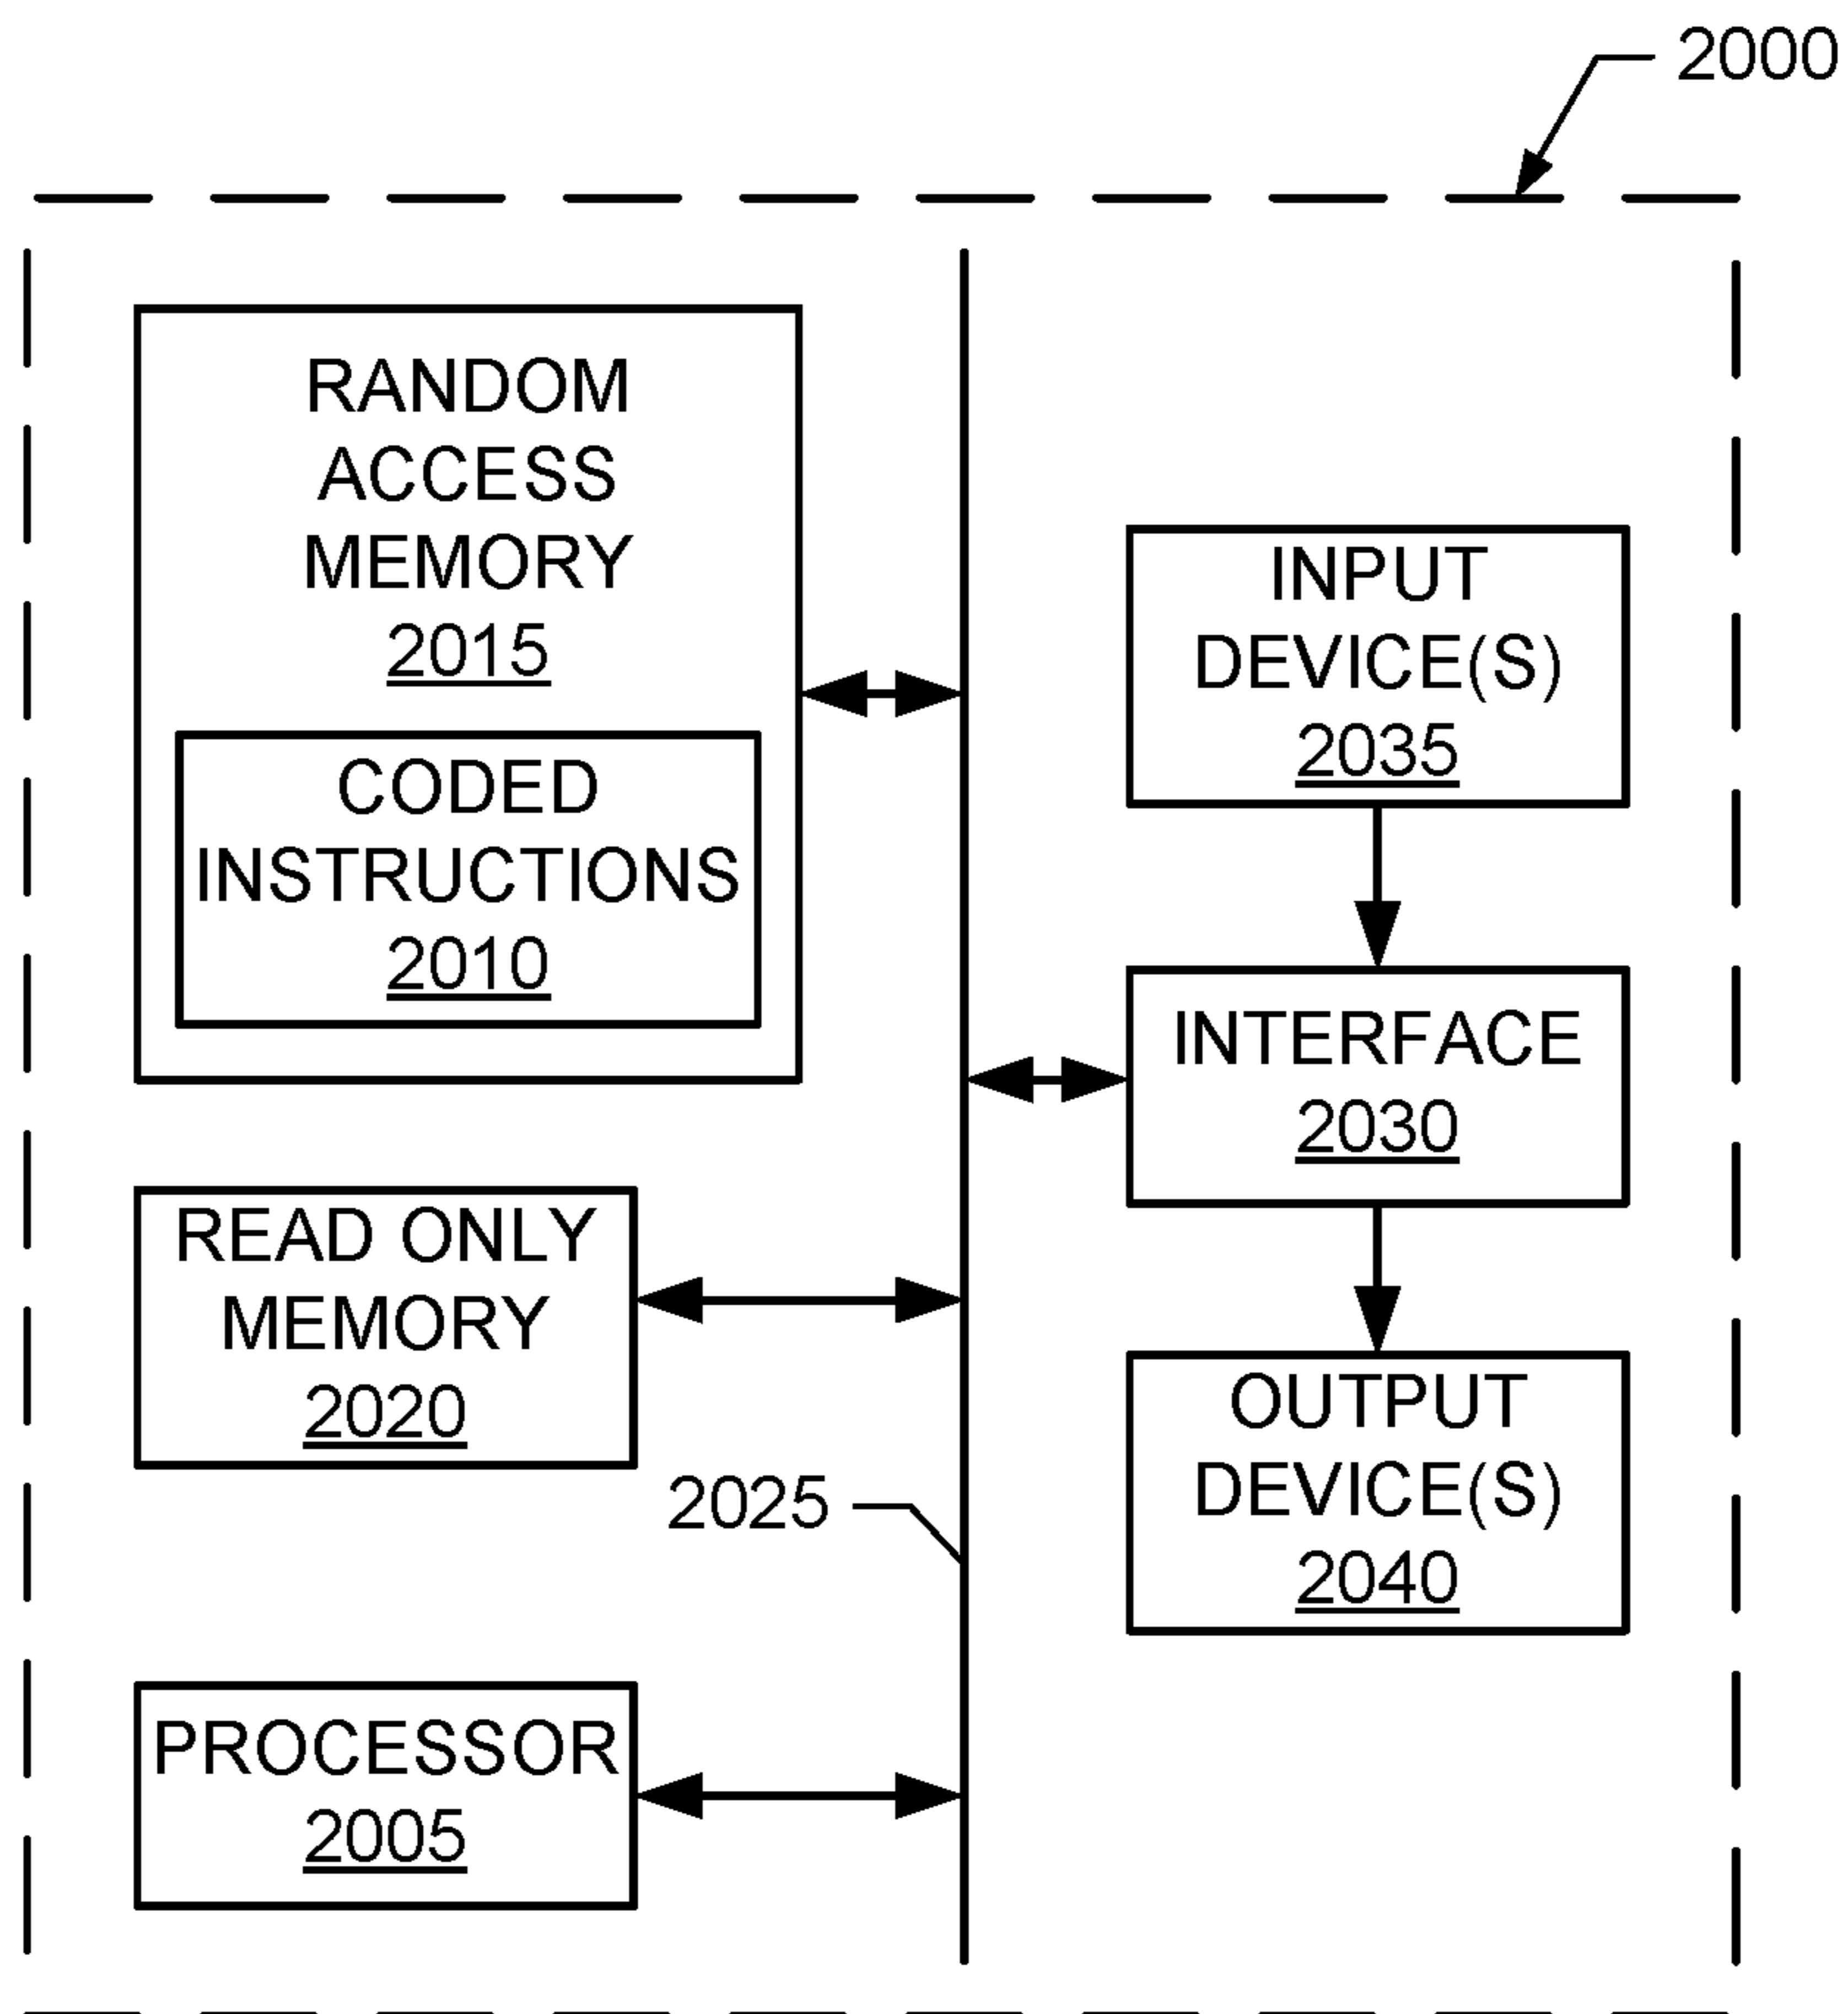 2000
RANDOM
ACCESS
MEMORY
2015
CODED
INSTRUCTIONS
2010
READ ONLY
MEMORY
2020
2025
PROCESSOR
2005
INPUT
DEVICE(S)
2035
INTERFACE
2030
OUTPUT
DEVICE(S)
2040